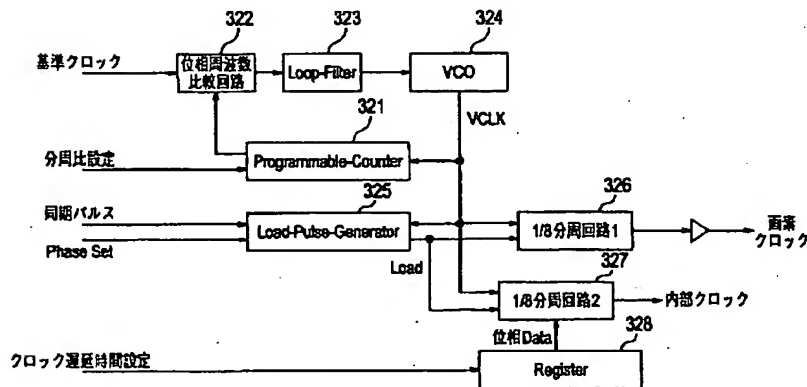 322
323
324
基準クロック
位相周波数
比較回路
Loop-Filter
VCO
321
VCLK
分周比設定
Programmable-Counter
325
326
同期パルス
Phase Set
Load-Pulse-Generator
1/8分周回路1
画素
クロック
Load
327
1/8分周回路2
内部クロック
位相Data
328
クロック遅延時間設定
Register